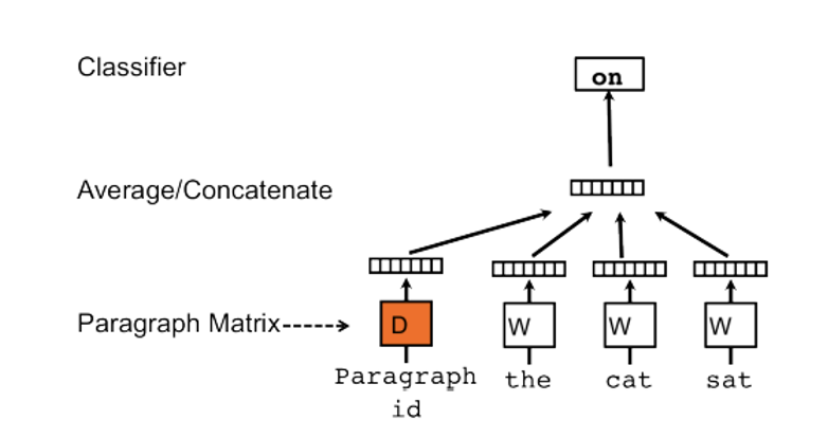 Classifier
on
Average/Concatenate
Paragraph Matrix----->
D
W
W
W
Paragraph
id
the
cat
sat